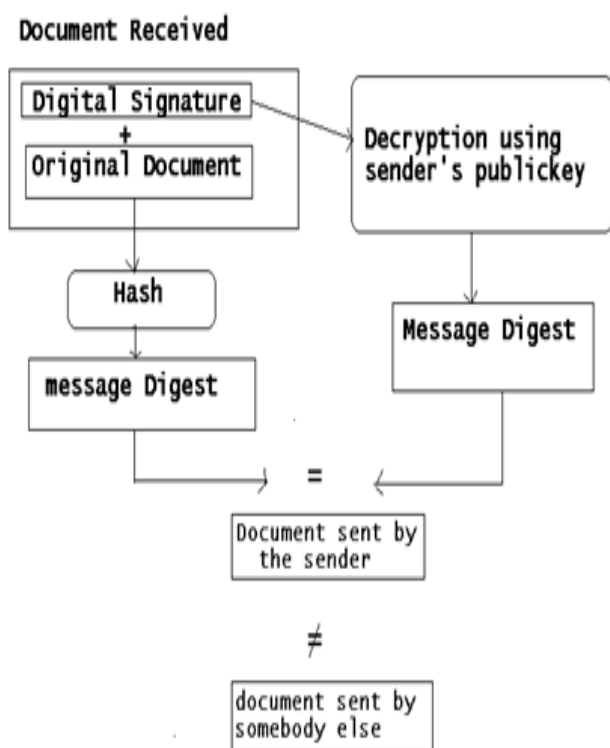 Document Received
Digital Signature
+
Original Document
Decryption using
sender's publickey
Hash
Message Digest
message Digest
=
Document sent by
the sender
≠
document sent by
somebody else